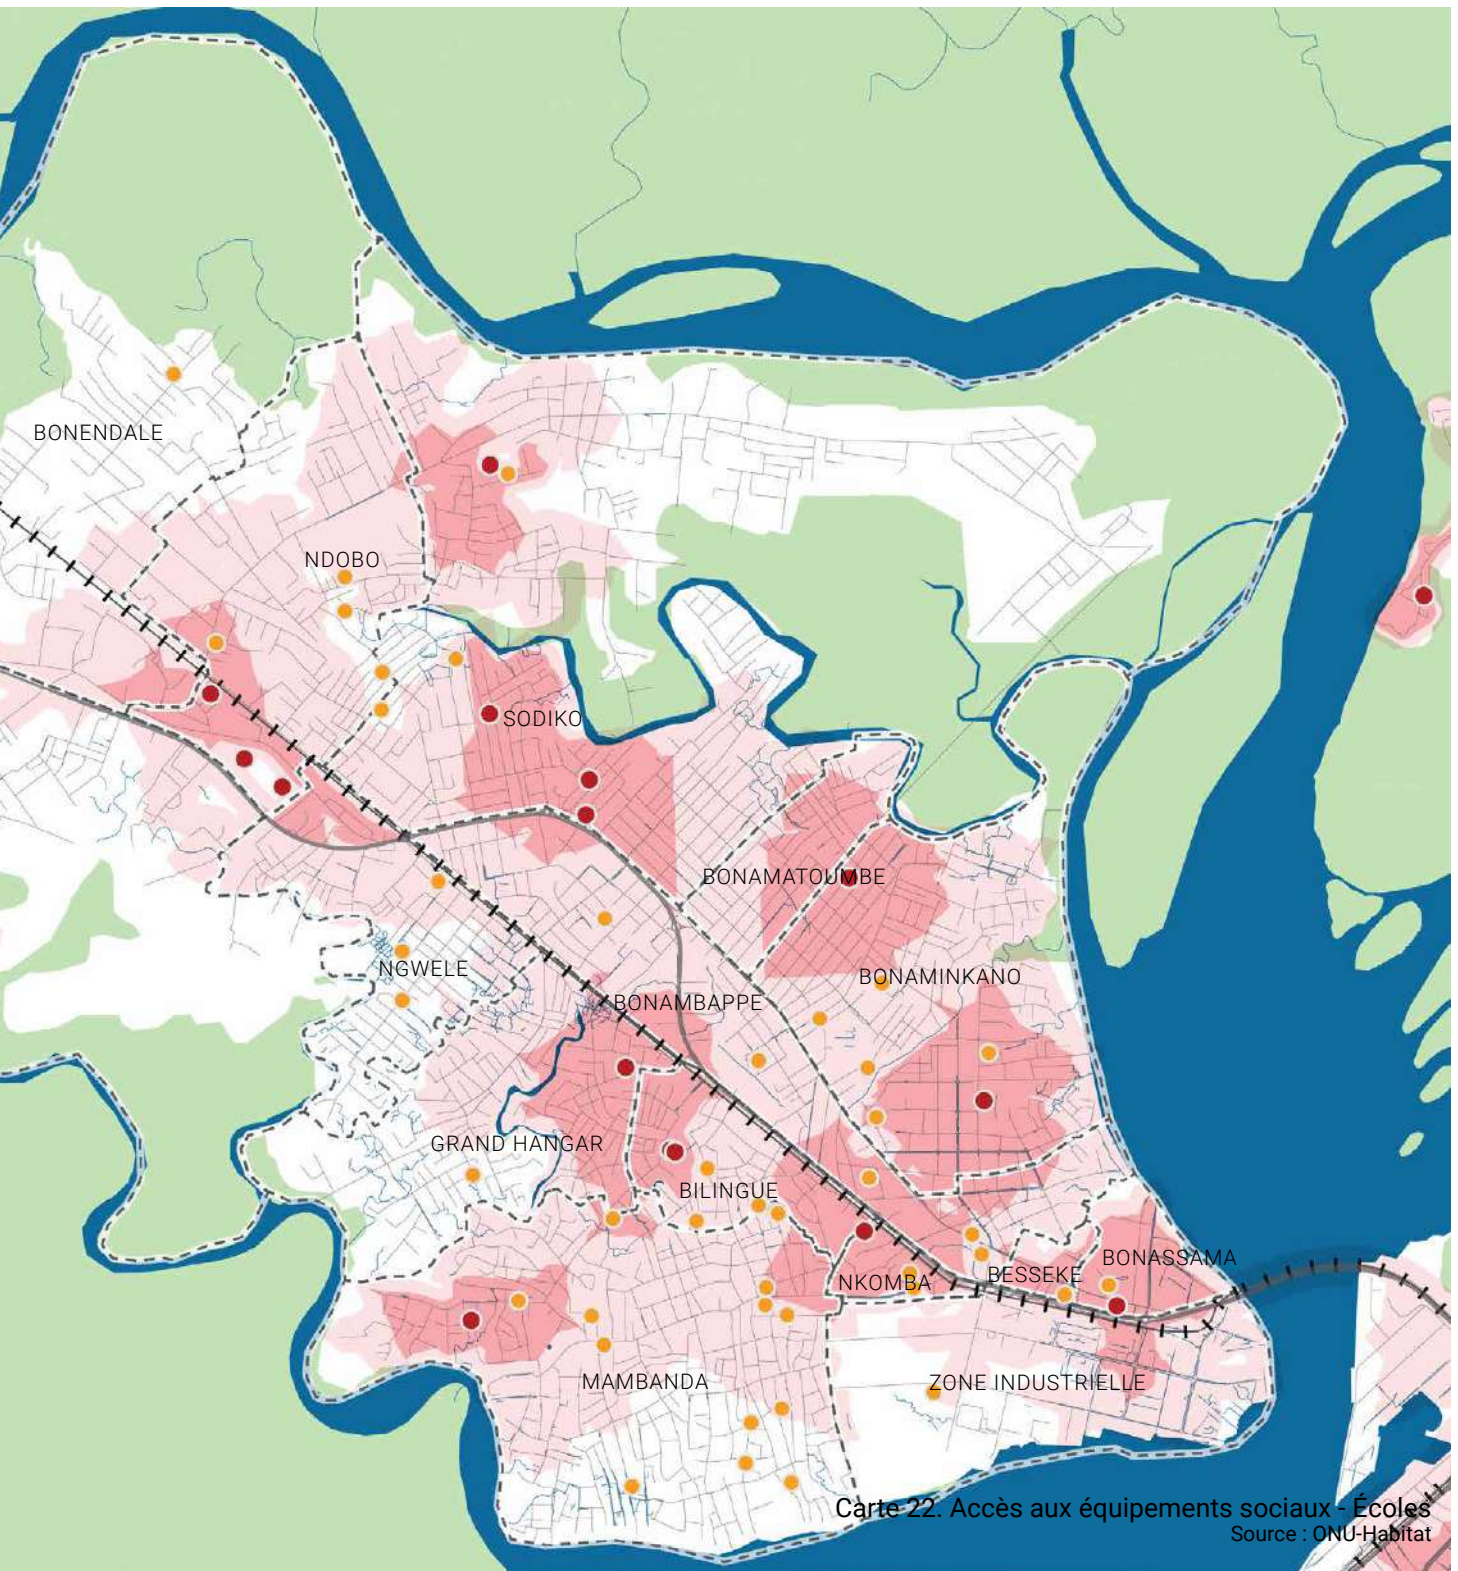 BONENDALE
NDOBO
SODIKO
BONAMATOUMBE
NGWELE
BONAMINKANO
BONAMBAPPE
GRAND HANGAR
BILINGUE
BONASSAMA
BESSEKE
NKOMBA
MAMBANDA
ZONE INDUSTRIELLE
Carte 22. Accès aux équipements sociaux - Écoles
Source : ONU-Habitat